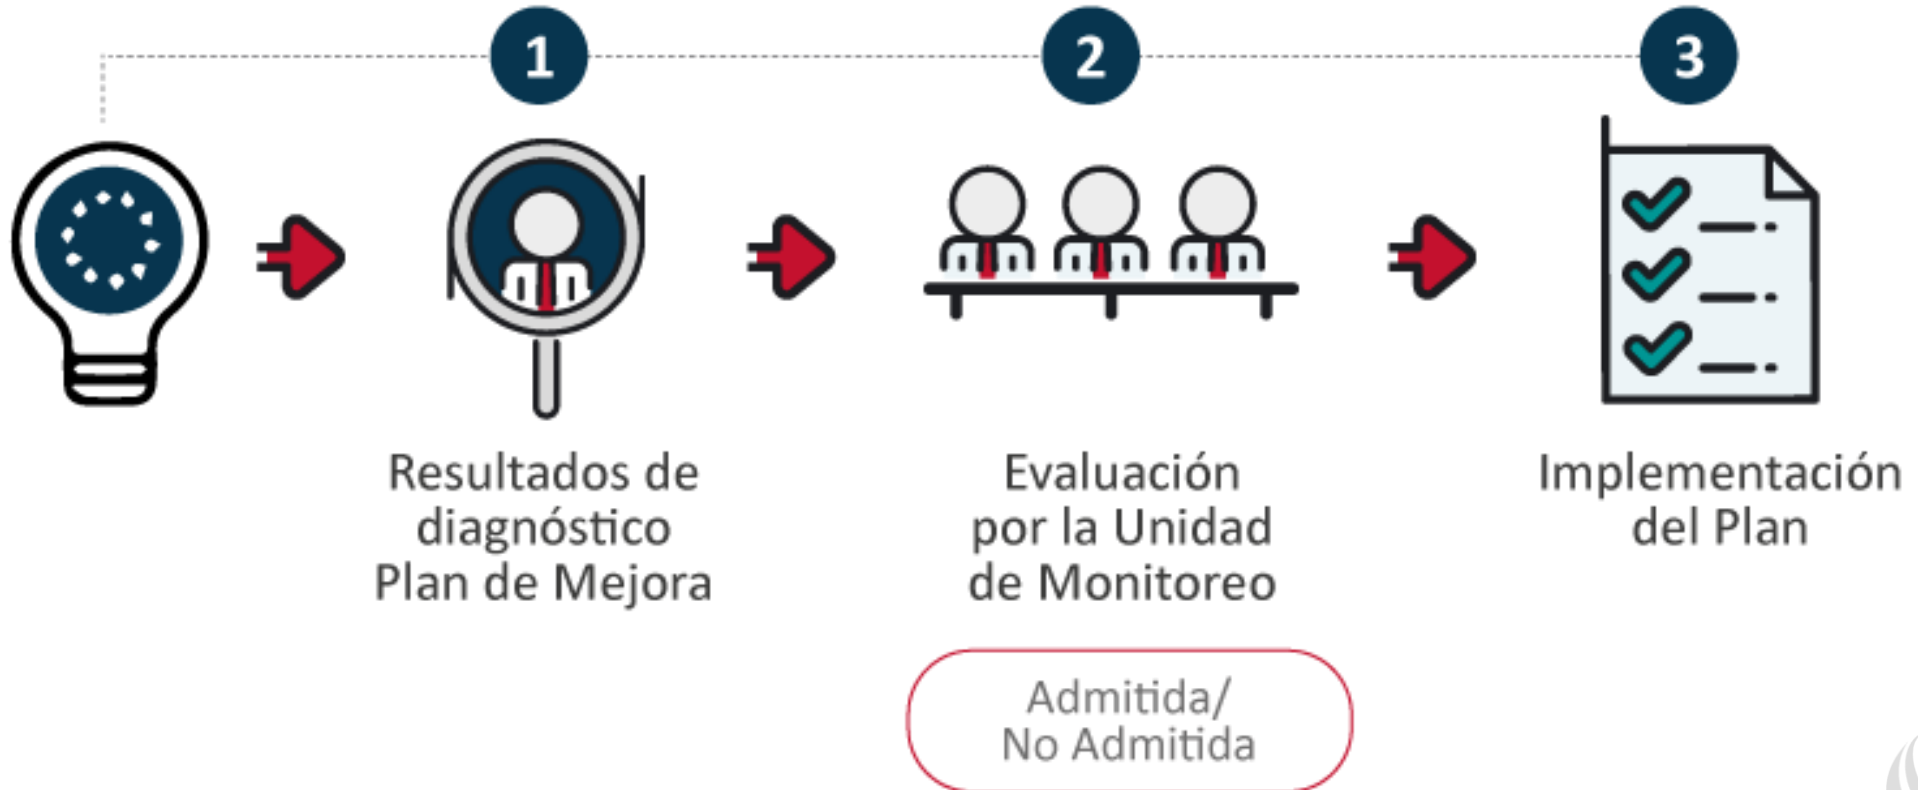 1
2
3
Resultados de
diagnóstico
Plan de Mejora
Evaluación
por la Unidad
de Monitoreo
Admitida/
No Admitida
Implementación
del Plan